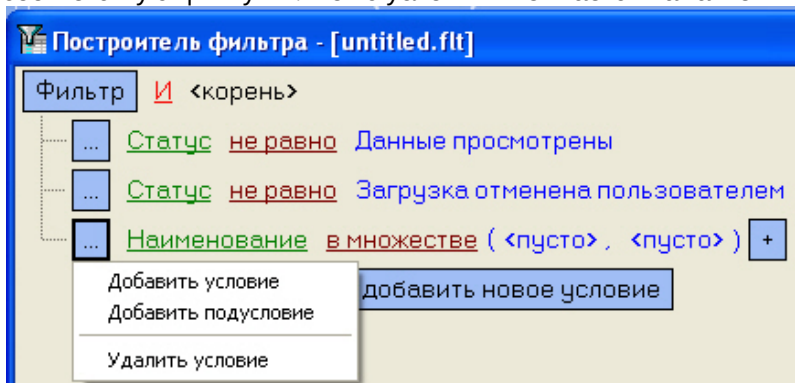 Построитель фильтра - [untitled.flt]
Фильтр И <корень>
... Статус не равно Данные просмотрены
... Статус не равно Загрузка отменена пользователем
... Наименование в множестве ( <пусто> , <пусто> ) +
Добавить условие
добавить новое условие
Добавить подусловие
Удалить условие